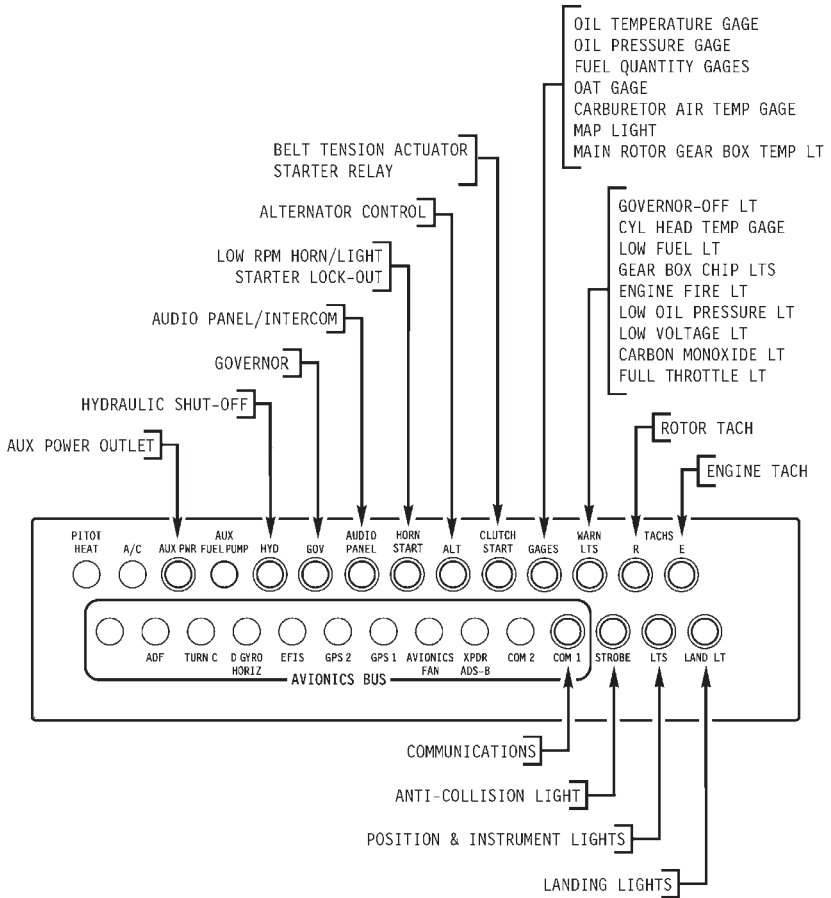 OIL TEMPERATURE GAGE
OIL PRESSURE GAGE
FUEL QUANTITY GAGES
OAT GAGE
CARBURETOR AIR TEMP GAGE
MAP LIGHT
MAIN ROTOR GEAR BOX TEMP LT
BELT TENSION ACTUATOR
STARTER RELAY
ALTERNATOR CONTROL
LOW RPM HORN/LIGHT
STARTER LOCK-OUT
AUDIO PANEL/INTERCOM
GOVERNOR
HYDRAULIC SHUT-OFF
AUX POWER OUTLET
GOVERNOR-OFF LT
CYL HEAD TEMP GAGE
LOW FUEL LT
GEAR BOX CHIP LTS
ENGINE FIRE LT
LOW OIL PRESSURE LT
LOW VOLTAGE LT
CARBON MONOXIDE LT
FULL THROTTLE LT
ROTOR TACH
ENGINE TACH
PITOT
HEAT
A/C
AUX PWR
AUX
FUEL PUMP
HYD
GOV
AUDIO
PANEL
HORN
START
ALT
CLUTCH
START
GAGES
WARN
LTS
TACHS
R
E
ADF
TURN C
D GYRO
HORIZ
EFIS
GPS 2
GPS 1
AVIONICS
FAN
XPDR
ADS-B
COM 2
COM 1
STROBE
LTS
LAND LT
AVIONICS BUS
COMMUNICATIONS
ANTI-COLLISION LIGHT
POSITION & INSTRUMENT LIGHTS
LANDING LIGHTS